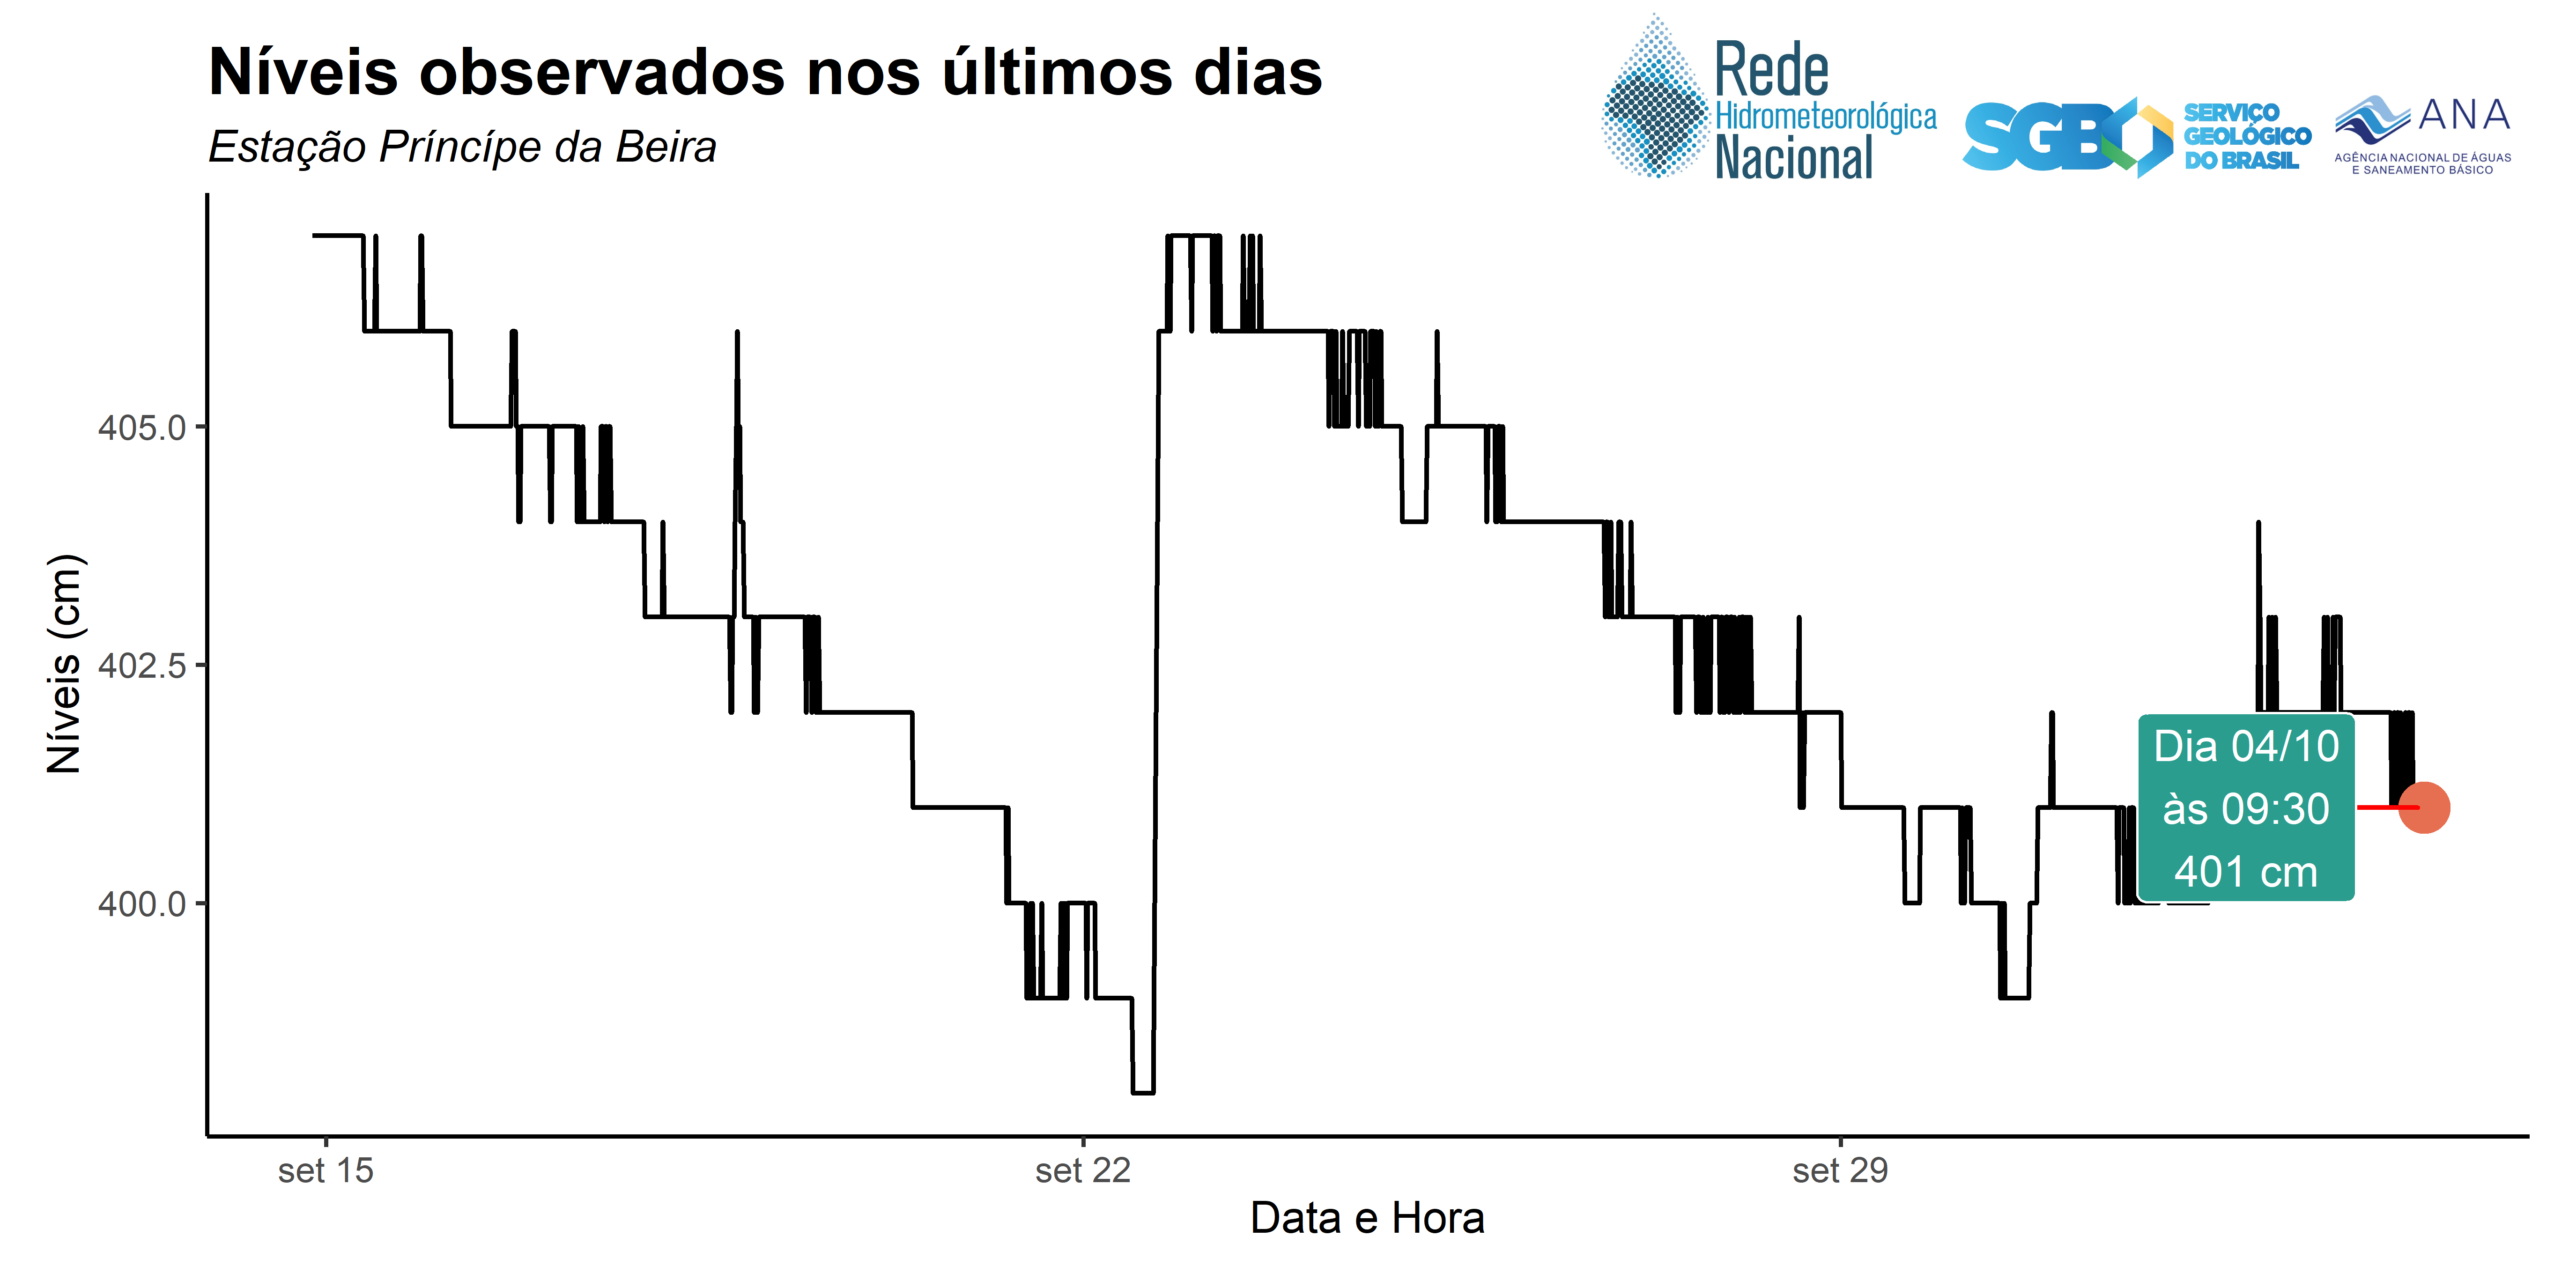 Níveis observados nos últimos dias
Estação Príncípe da Beira
Rede
Hidrometeorológica
Nacional
SGB
SERVIÇO
GEOLÓGICO
DO BRASIL
ANA
AGÊNCIA NACIONAL DE ÁGUAS
E SANEAMENTO BÁSICO
Níveis (cm)
405.0
402.5
400.0
Dia 04/10
às 09:30
401 cm
set 15
set 22
set 29
Data e Hora